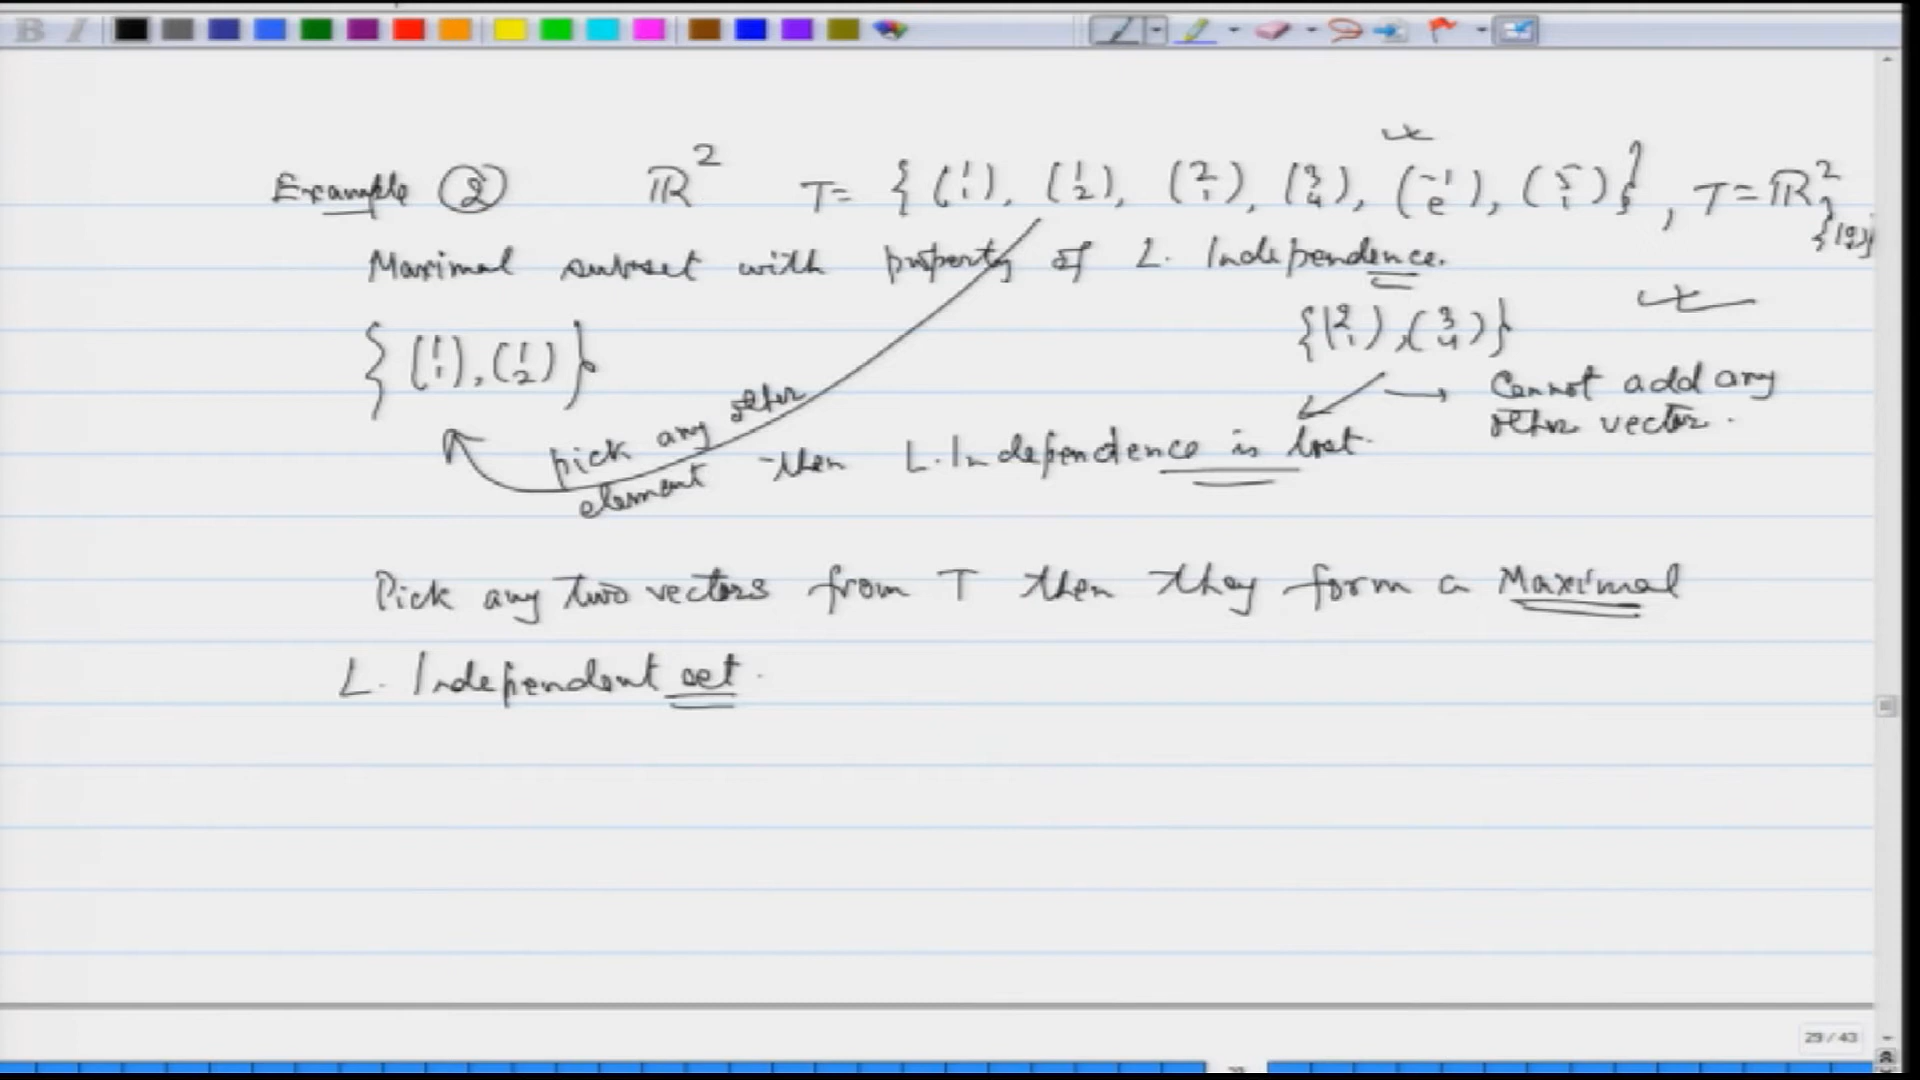 B I
Example ② ℝ² T= { (1 1), (1 2), (2 1), (3 4), (-1 e), (5 1) }, T=ℝ²
Maximal subset with property of L. Independence.
{ (1 1), (1 2) }
{ (2 1), (3 4) }
Cannot add any
other vector.
pick any other
element then L. Independence is lost.
Pick any two vectors from T then they form a Maximal
L. Independent set.
29 / 43